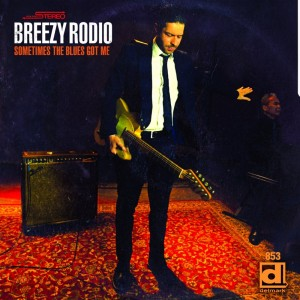 STEREO
BREEZY RODIO
SOMETIMES THE BLUES GOT ME
853
d
delmark